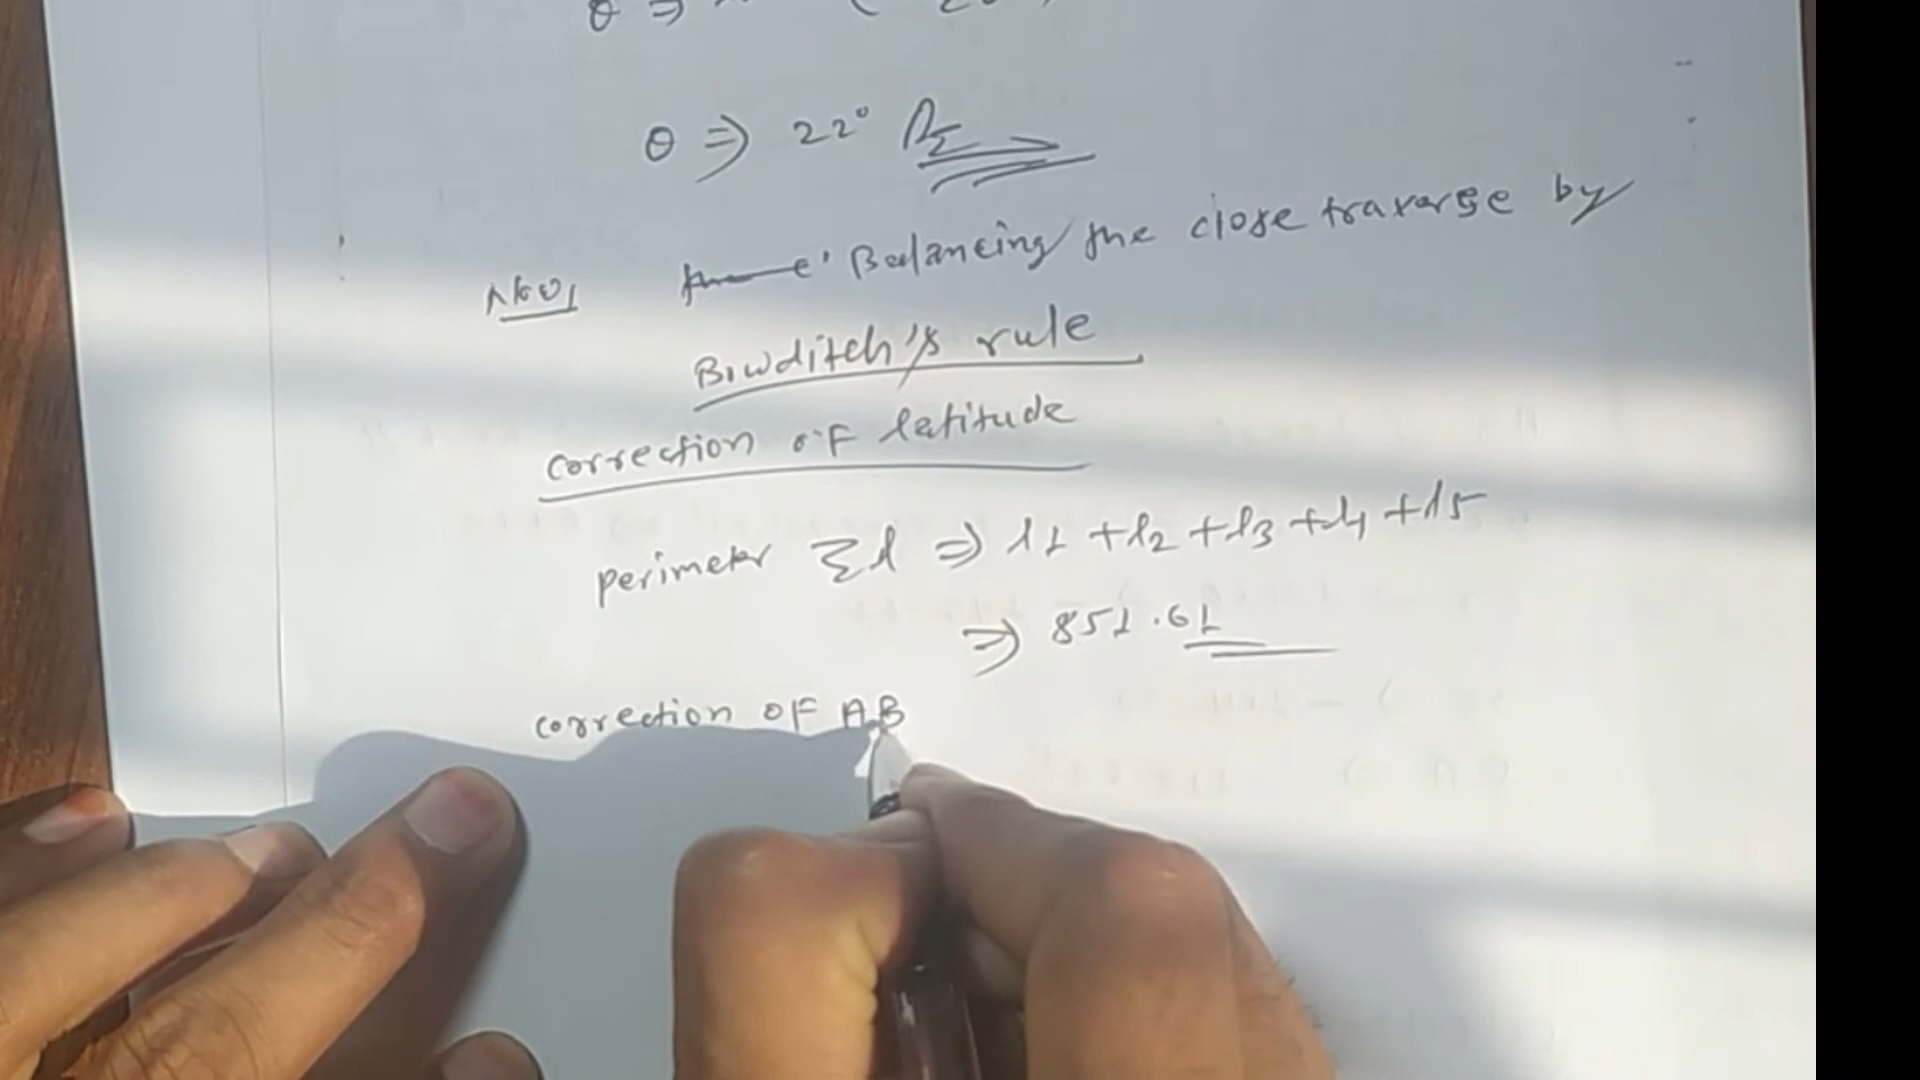 θ ⇒
θ ⇒ 22°
Balancing the close traverse by
Bowditch's rule
correction of latitude
perimeter Σl ⇒ l1 + l2 + l3 + l4 + l5
⇒ 851.61
correction of AB